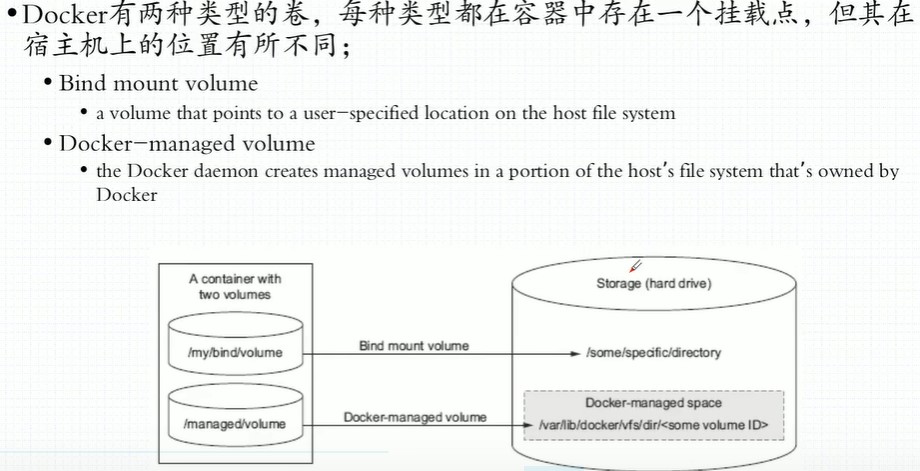 •Docker有两种类型的卷，每种类型都在容器中存在一个挂载点，但其在
宿主机上的位置有所不同；
• Bind mount volume
• a volume that points to a user-specified location on the host file system
• Docker-managed volume
• the Docker daemon creates managed volumes in a portion of the host's file system that's owned by
Docker
A container with
two volumes
Storage (hard drive)
/my/bind/volume
Bind mount volume
/some/specific/directory
/managed/volume
Docker-managed volume
Docker-managed space
/var/lib/docker/vfs/dir/<some volume ID>